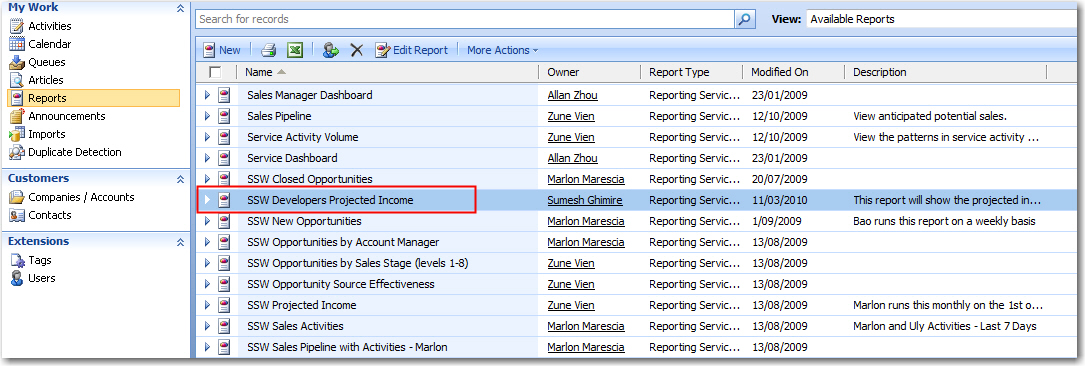 My Work
Activities
Calendar
Queues
Articles
Reports
Announcements
Imports
Duplicate Detection
Customers
Companies / Accounts
Contacts
Extensions
Tags
Users
Search for records View: Available Reports
New Edit Report More Actions
Name Owner Report Type Modified On Description
Sales Manager Dashboard Allan Zhou Reporting Servic... 23/01/2009
Sales Pipeline Zune Vien Reporting Servic... 12/10/2009 View anticipated potential sales.
Service Activity Volume Zune Vien Reporting Servic... 12/10/2009 View the patterns in service activity ...
Service Dashboard Allan Zhou Reporting Servic... 23/01/2009
SSW Closed Opportunities Marlon Marescia Reporting Servic... 20/07/2009
SSW Developers Projected Income Sumesh Ghimire Reporting Servic... 11/03/2010 This report will show the projected in...
SSW New Opportunities Marlon Marescia Reporting Servic... 1/09/2009 Bao runs this report on a weekly basis
SSW Opportunities by Account Manager Marlon Marescia Reporting Servic... 13/08/2009
SSW Opportunities by Sales Stage (levels 1-8) Zune Vien Reporting Servic... 13/08/2009
SSW Opportunity Source Effectiveness Zune Vien Reporting Servic... 13/08/2009
SSW Projected Income Zune Vien Reporting Servic... 13/08/2009 Marlon runs this monthly on the 1st o...
SSW Sales Activities Marlon Marescia Reporting Servic... 13/08/2009 Marlon and Uly Activities - Last 7 Days
SSW Sales Pipeline with Activities - Marlon Marlon Marescia Reporting Servic... 13/08/2009